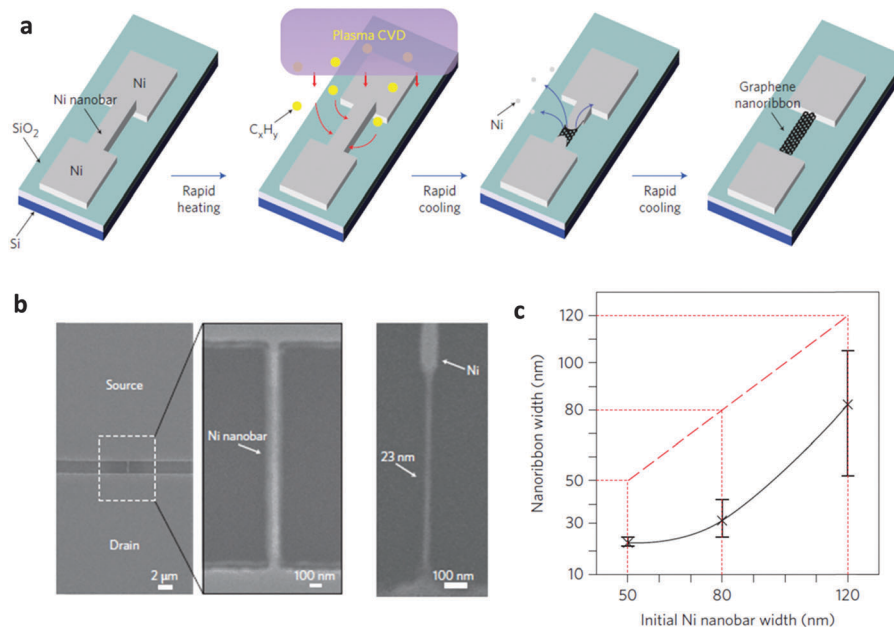 a
Plasma CVD
Ni
Ni nanobar
SiO2
Ni
Si
Rapid
heating
CxHy
Rapid
cooling
Ni
Rapid
cooling
Graphene
nanoribbon
b
Source
Drain
2 μm
Ni nanobar
100 nm
Ni
23 nm
100 nm
c
Nanoribbon width (nm)
120
100
80
50
30
10
50
80
120
Initial Ni nanobar width (nm)